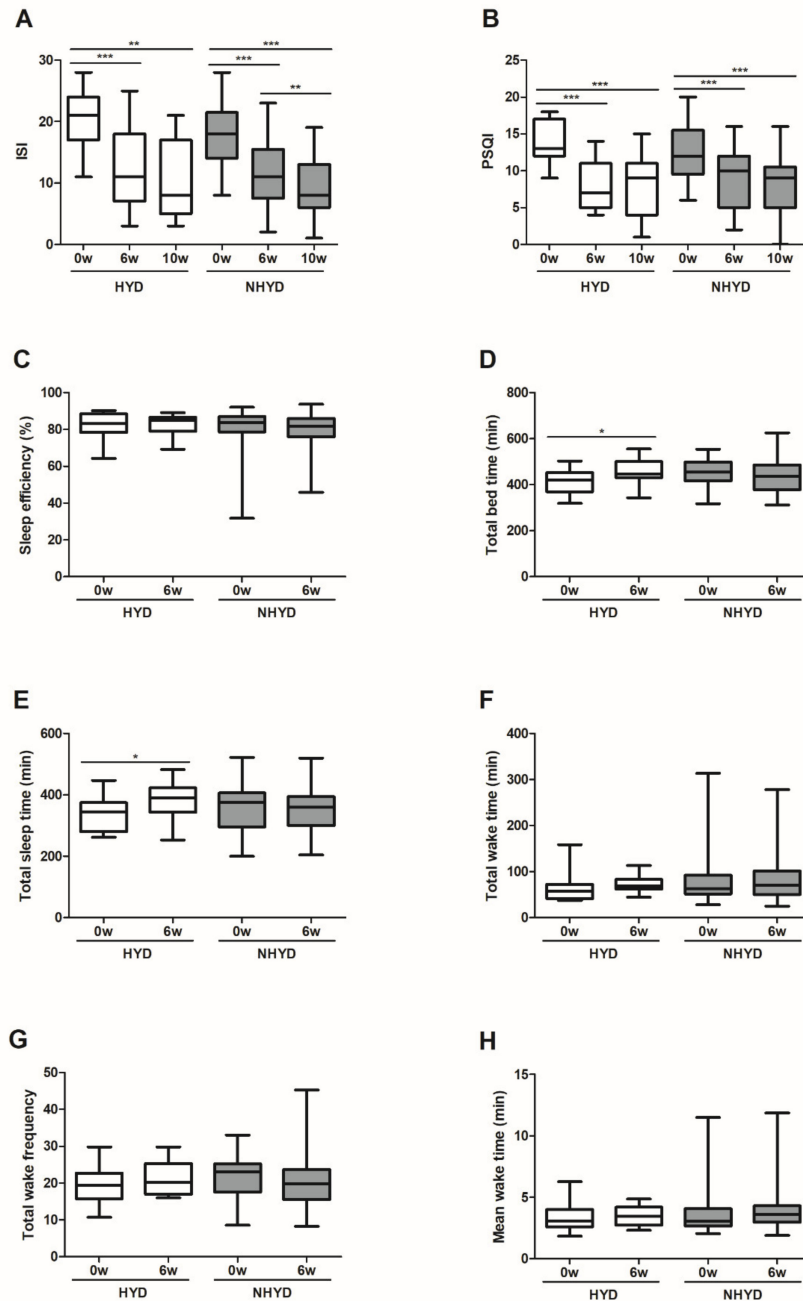 A
** ***
*** *** **
ISI
30
20
10
0
0w 6w 10w 0w 6w 10w
HYD NHYD
B
*** ***
*** ***
PSQI
25
20
15
10
5
0
0w 6w 10w 0w 6w 10w
HYD NHYD
C
Sleep efficiency (%)
100
80
60
40
20
0
0w 6w 0w 6w
HYD NHYD
D
Total bed time (min)
800
600
400
200
0
*
0w 6w 0w 6w
HYD NHYD
E
Total sleep time (min)
600
400
200
0
*
0w 6w 0w 6w
HYD NHYD
F
Total wake time (min)
400
300
200
100
0
0w 6w 0w 6w
HYD NHYD
G
Total wake frequency
50
40
30
20
10
0
0w 6w 0w 6w
HYD NHYD
H
Mean wake time (min)
15
10
5
0
0w 6w 0w 6w
HYD NHYD